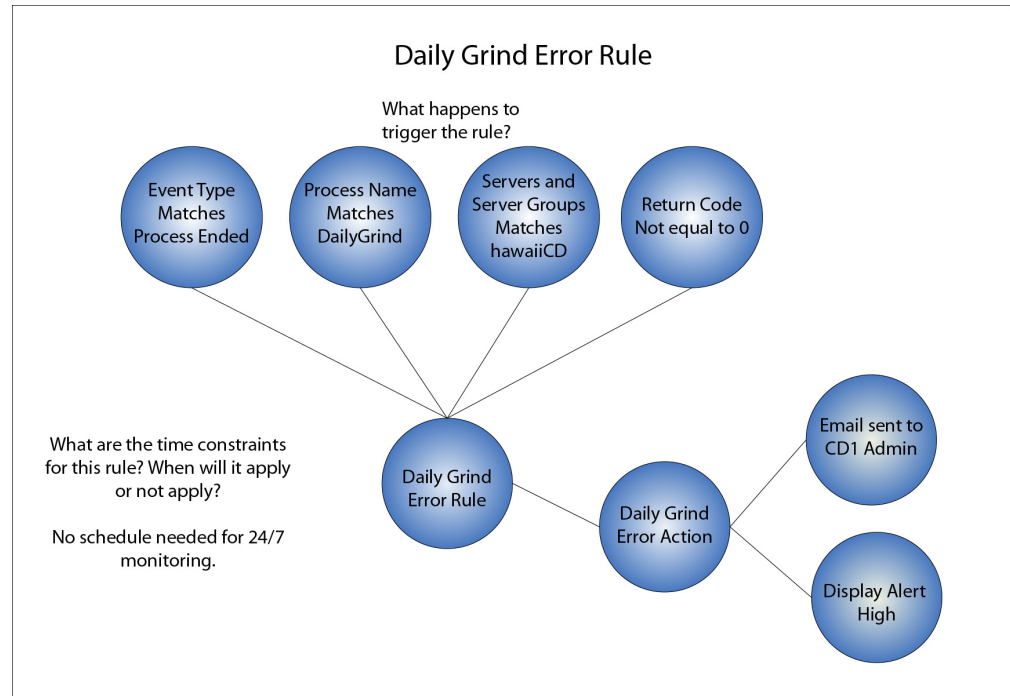 Daily Grind Error Rule
What happens to
trigger the rule?
Event Type
Matches
Process Ended
Process Name
Matches
DailyGrind
Servers and
Server Groups
Matches
hawaiiCD
Return Code
Not equal to 0
What are the time constraints
for this rule? When will it apply
or not apply?
No schedule needed for 24/7
monitoring.
Daily Grind
Error Rule
Daily Grind
Error Action
Email sent to
CD1 Admin
Display Alert
High